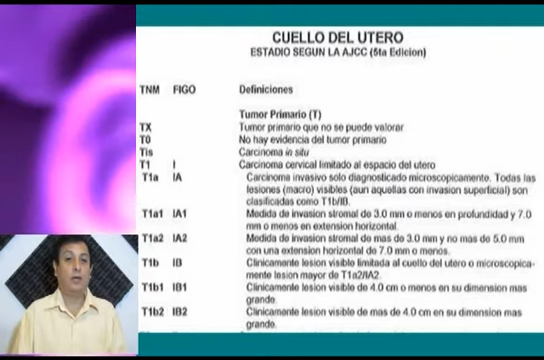 CUELLO DEL UTERO
ESTADIO SEGUN LA AJCC (5ta Edicion)
TNM FIGO Definiciones
Tumor Primario (T)
TX Tumor primario que no se puede valorar
T0 No hay evidencia del tumor primario
Tis Carcinoma in situ
T1 I Carcinoma cervical limitado al espacio del utero
T1a IA Carcinoma invasivo solo diagnosticado microscopicamente. Todas las
lesiones (macro) visibles (aun aquellas con invasion superficial) son
clasificadas como T1b/IB.
T1a1 IA1 Medida de invasion stromal de 3.0 mm o menos en profundidad y 7.0
mm o menos en extension horizontal.
T1a2 IA2 Medida de invasion stromal de mas de 3.0 mm y no mas de 5.0 mm
con una extension horizontal de 7.0 mm o menos.
T1b IB Clinicamente lesion visible limitada al cuello del utero o microscopica-
mente lesion mayor de T1a2/IA2.
T1b1 IB1 Clinicamente lesion visible de 4.0 cm o menos en su dimension mas
grande.
T1b2 IB2 Clinicamente lesion visible de mas de 4.0 cm en su dimension mas
grande.